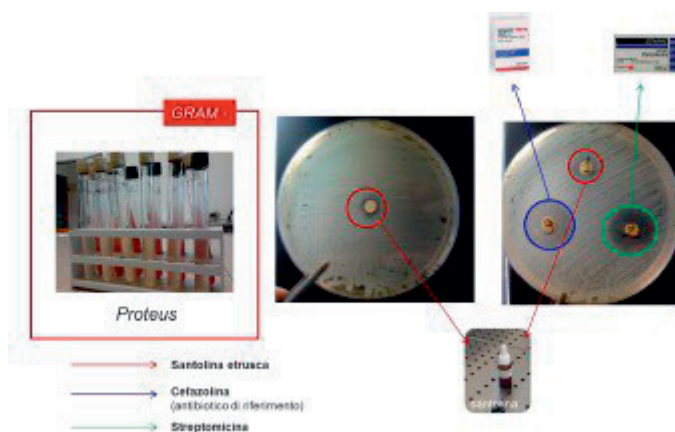 GRAM -
Proteus
santolina
Santolina etrusca
Cefazolina
(antibiotico di riferimento)
Streptomicina